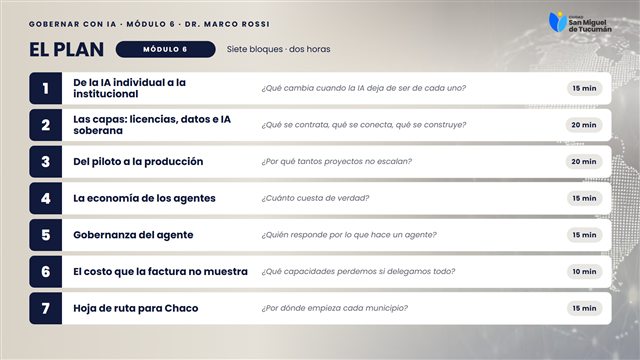 GOBERNAR CON IA · MÓDULO 6 · DR. MARCO ROSSI
CIUDAD
San Miguel
de Tucumán
EL PLAN
MÓDULO 6
Siete bloques · dos horas
1
De la IA individual a la
institucional
¿Qué cambia cuando la IA deja de ser de cada uno?
15 min
2
Las capas: licencias, datos e IA
soberana
¿Qué se contrata, qué se conecta, qué se construye?
20 min
3
Del piloto a la producción
¿Por qué tantos proyectos no escalan?
20 min
4
La economía de los agentes
¿Cuánto cuesta de verdad?
15 min
5
Gobernanza del agente
¿Quién responde por lo que hace un agente?
15 min
6
El costo que la factura no muestra
¿Qué capacidades perdemos si delegamos todo?
10 min
7
Hoja de ruta para Chaco
¿Por dónde empieza cada municipio?
15 min